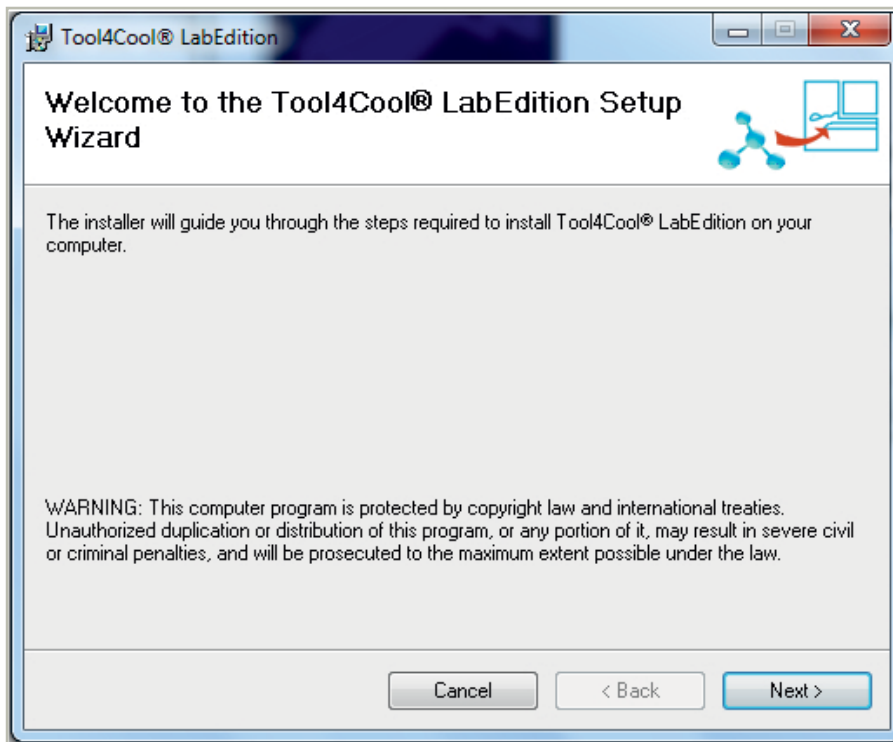 Tool4Cool® LabEdition
Welcome to the Tool4Cool® LabEdition Setup
Wizard
The installer will guide you through the steps required to install Tool4Cool® LabEdition on your
computer.
WARNING: This computer program is protected by copyright law and international treaties.
Unauthorized duplication or distribution of this program, or any portion of it, may result in severe civil
or criminal penalties, and will be prosecuted to the maximum extent possible under the law.
Cancel
< Back
Next >